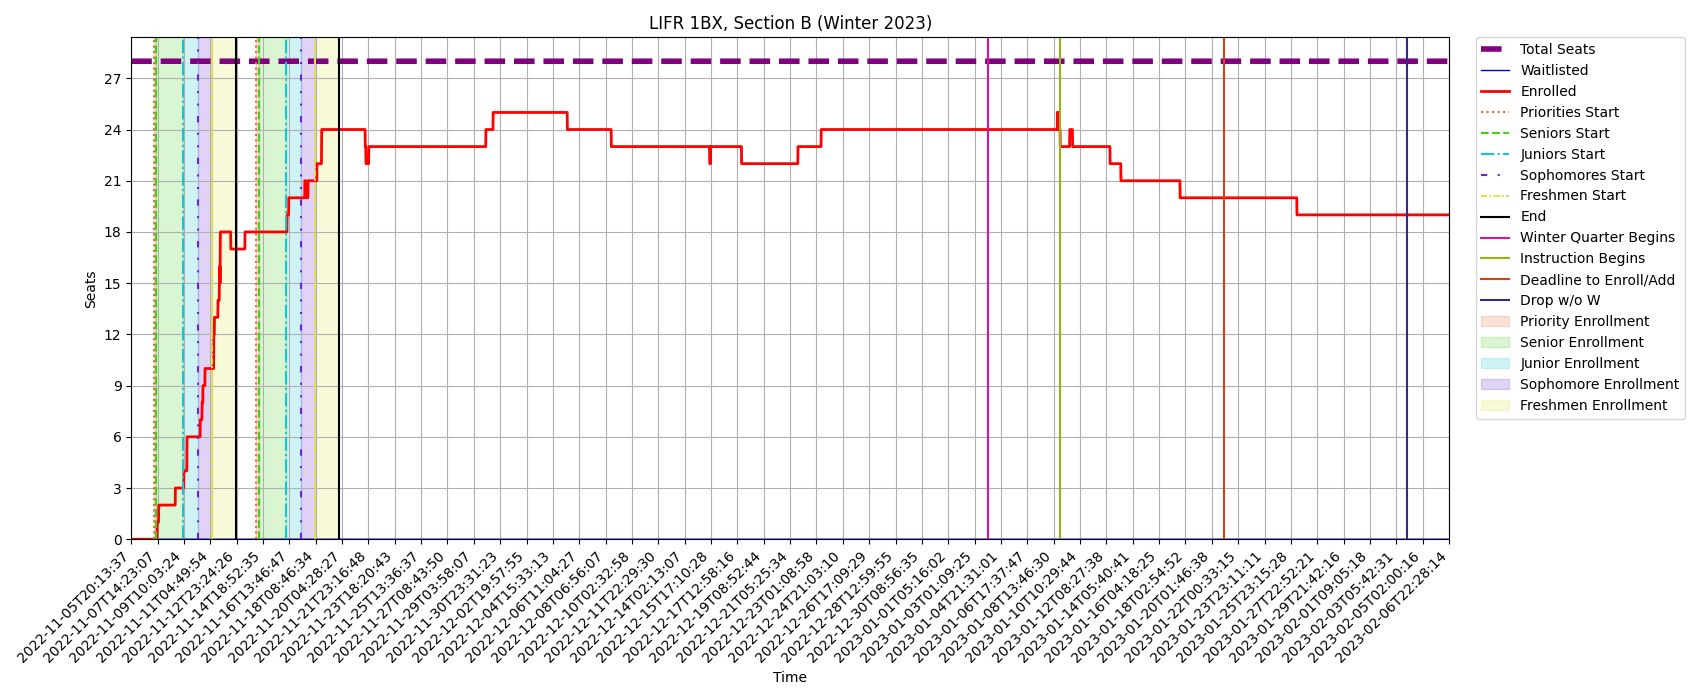 LIFR 1BX, Section B (Winter 2023)
Total Seats
Waitlisted
Enrolled
Priorities Start
Seniors Start
Juniors Start
Sophomores Start
Freshmen Start
End
Winter Quarter Begins
Instruction Begins
Deadline to Enroll/Add
Drop w/o W
Priority Enrollment
Senior Enrollment
Junior Enrollment
Sophomore Enrollment
Freshmen Enrollment
Seats
27
24
21
18
15
12
9
6
3
0
2022-11-05T20:13:37
2022-11-07T14:23:07
2022-11-09T10:03:24
2022-11-11T04:49:54
2022-11-12T23:24:26
2022-11-14T18:52:35
2022-11-16T13:46:47
2022-11-18T08:46:34
2022-11-20T04:28:27
2022-11-21T23:16:48
2022-11-23T18:20:43
2022-11-25T13:36:37
2022-11-27T08:43:50
2022-11-29T03:58:07
2022-11-30T23:31:23
2022-12-02T19:57:55
2022-12-04T15:33:13
2022-12-06T11:04:27
2022-12-08T06:56:07
2022-12-10T02:32:58
2022-12-11T22:29:30
2022-12-14T02:13:07
2022-12-15T17:10:28
2022-12-17T12:58:16
2022-12-19T08:52:44
2022-12-21T05:25:34
2022-12-23T01:08:58
2022-12-24T21:03:10
2022-12-26T17:09:29
2022-12-28T12:59:55
2022-12-30T08:56:35
2023-01-01T05:16:02
2023-01-03T01:09:25
2023-01-04T21:31:01
2023-01-06T17:37:47
2023-01-08T13:46:30
2023-01-10T10:29:44
2023-01-12T08:27:38
2023-01-14T05:40:41
2023-01-16T04:18:25
2023-01-18T02:54:52
2023-01-20T01:46:38
2023-01-22T00:33:15
2023-01-23T23:11:11
2023-01-25T23:15:28
2023-01-27T22:52:21
2023-01-29T21:42:16
2023-02-01T09:05:18
2023-02-03T05:42:31
2023-02-05T02:00:16
2023-02-06T22:28:14
Time